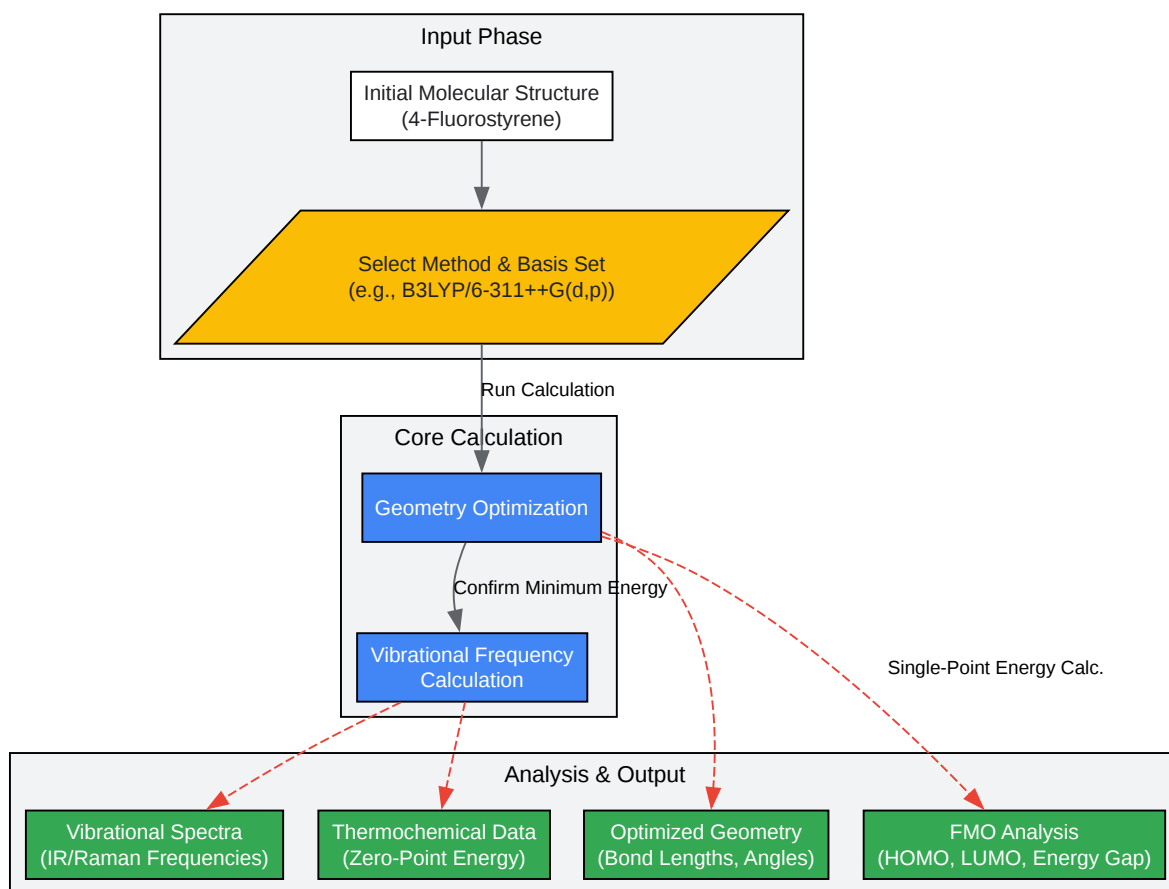 Input Phase
Initial Molecular Structure
(4-Fluorostyrene)
Select Method & Basis Set
(e.g., B3LYP/6-311++G(d,p))
Run Calculation
Core Calculation
Geometry Optimization
Confirm Minimum Energy
Vibrational Frequency
Calculation
Single-Point Energy Calc.
Analysis & Output
Vibrational Spectra
(IR/Raman Frequencies)
Thermochemical Data
(Zero-Point Energy)
Optimized Geometry
(Bond Lengths, Angles)
FMO Analysis
(HOMO, LUMO, Energy Gap)